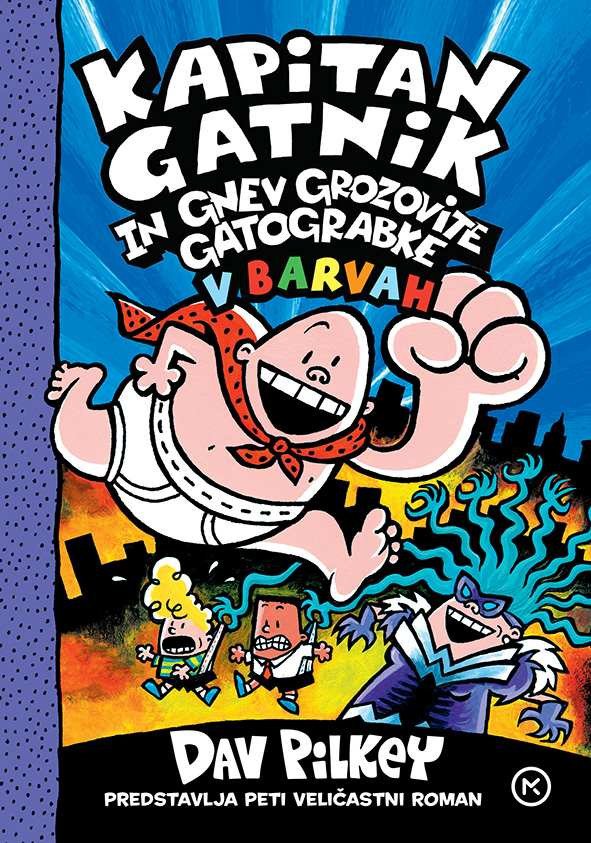 KAPITAN
GATNIK
IN GNEV GROZOVITE
GATOGRABKE
V BARVAH
DAV PILKEY
PREDSTAVLJA PETI VELIČASTNI ROMAN
M